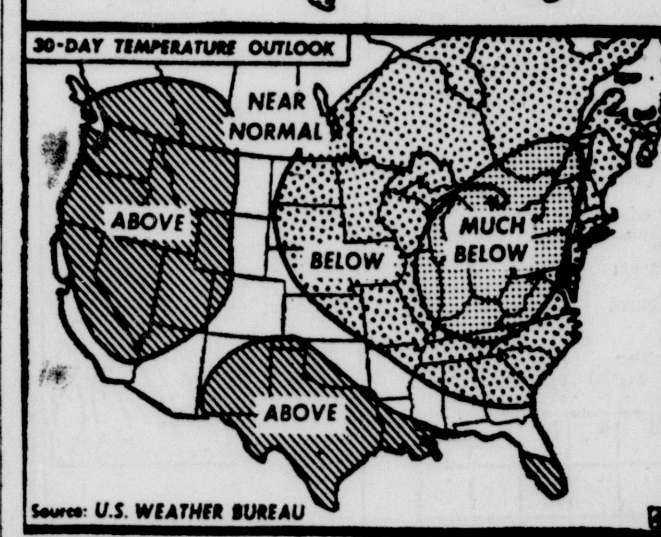 30-DAY TEMPERATURE OUTLOOK
NEAR
NORMAL
ABOVE
MUCH
BELOW
BELOW
ABOVE
Source: U.S. WEATHER BUREAU